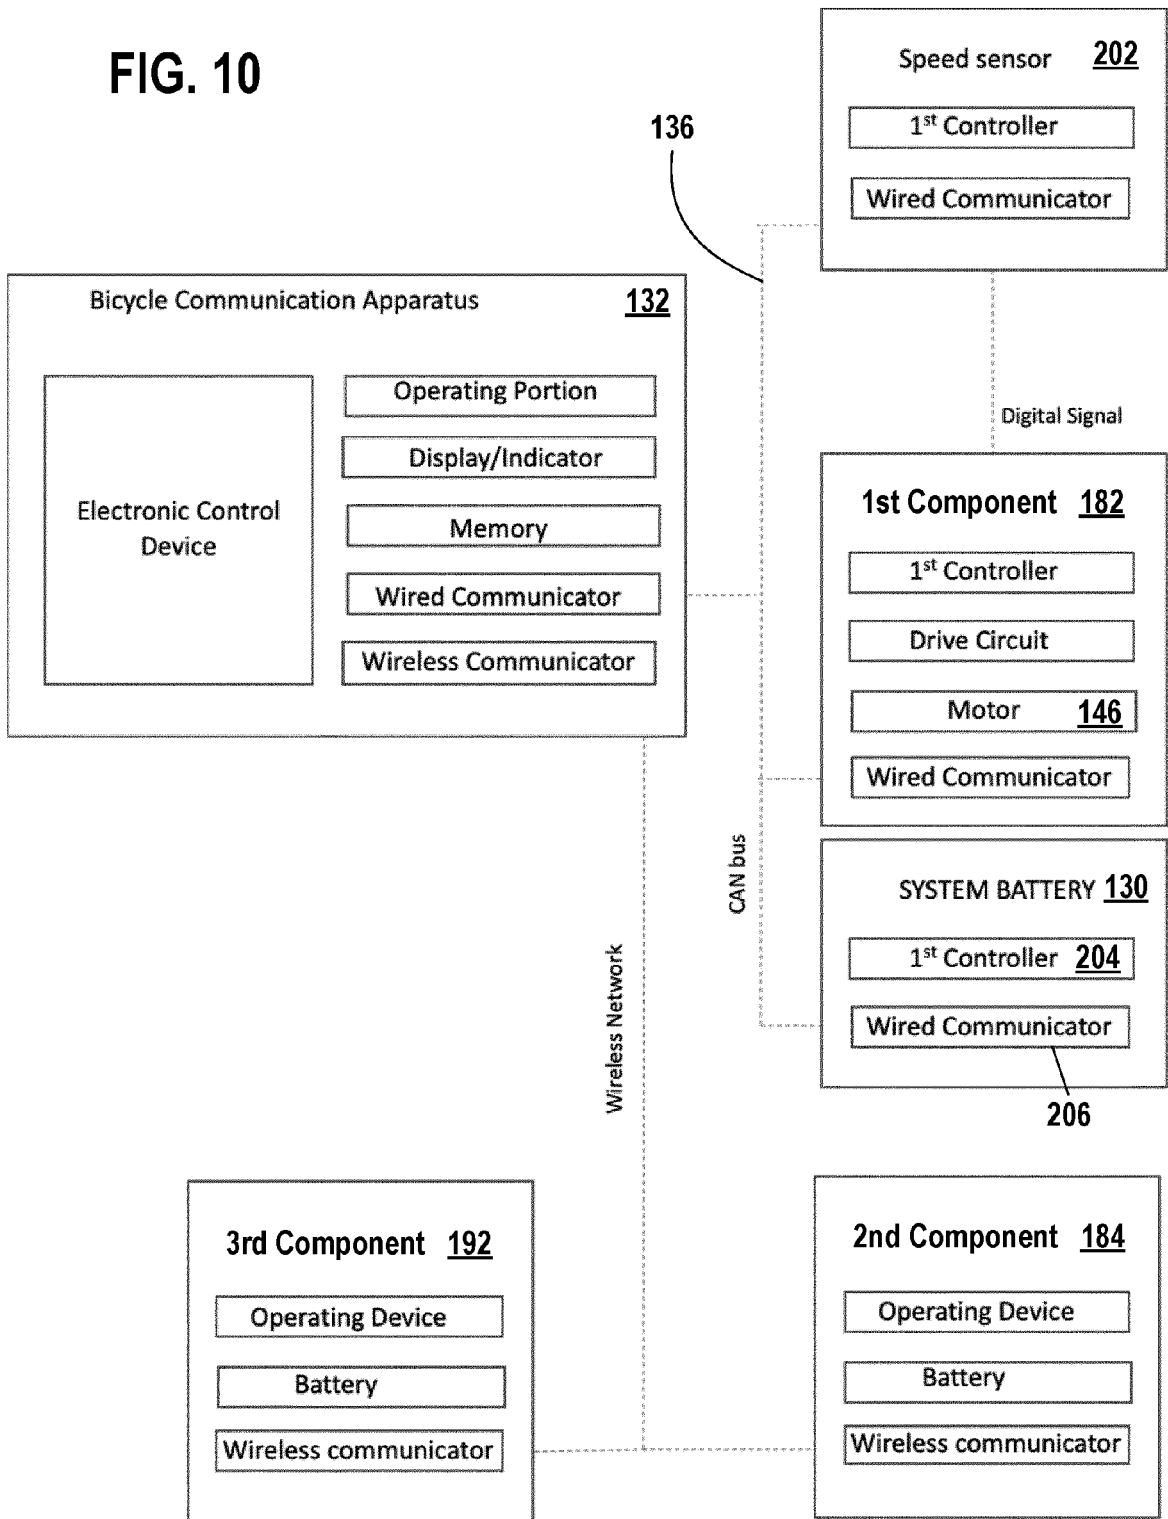 FIG. 10
Speed sensor 202
1st Controller
Wired Communicator
136
Bicycle Communication Apparatus 132
Electronic Control
Device
Operating Portion
Display/Indicator
Memory
Wired Communicator
Wireless Communicator
Digital Signal
1st Component 182
1st Controller
Drive Circuit
Motor 146
Wired Communicator
CAN bus
SYSTEM BATTERY 130
1st Controller 204
Wired Communicator
206
Wireless Network
3rd Component 192
Operating Device
Battery
Wireless communicator
2nd Component 184
Operating Device
Battery
Wireless communicator